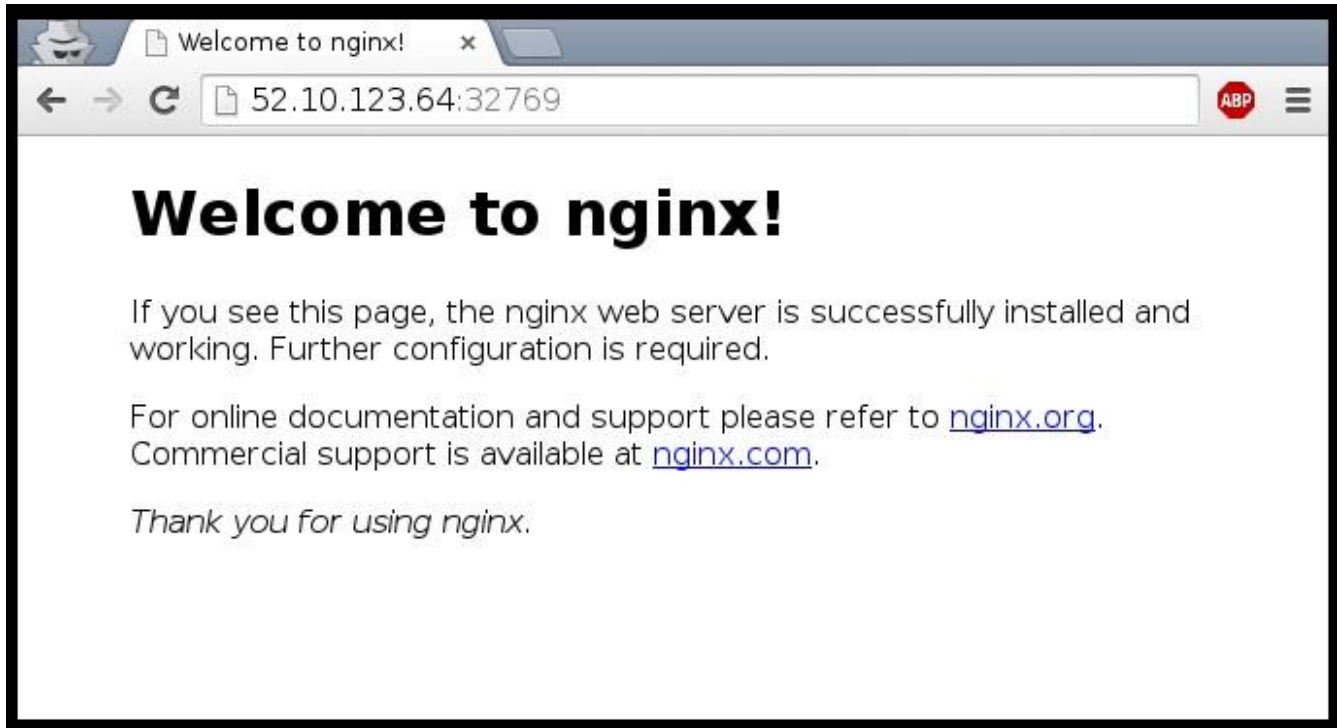 Welcome to nginx!
52.10.123.64:32769
ABP
Welcome to nginx!
If you see this page, the nginx web server is successfully installed and
working. Further configuration is required.
For online documentation and support please refer to nginx.org.
Commercial support is available at nginx.com.
Thank you for using nginx.